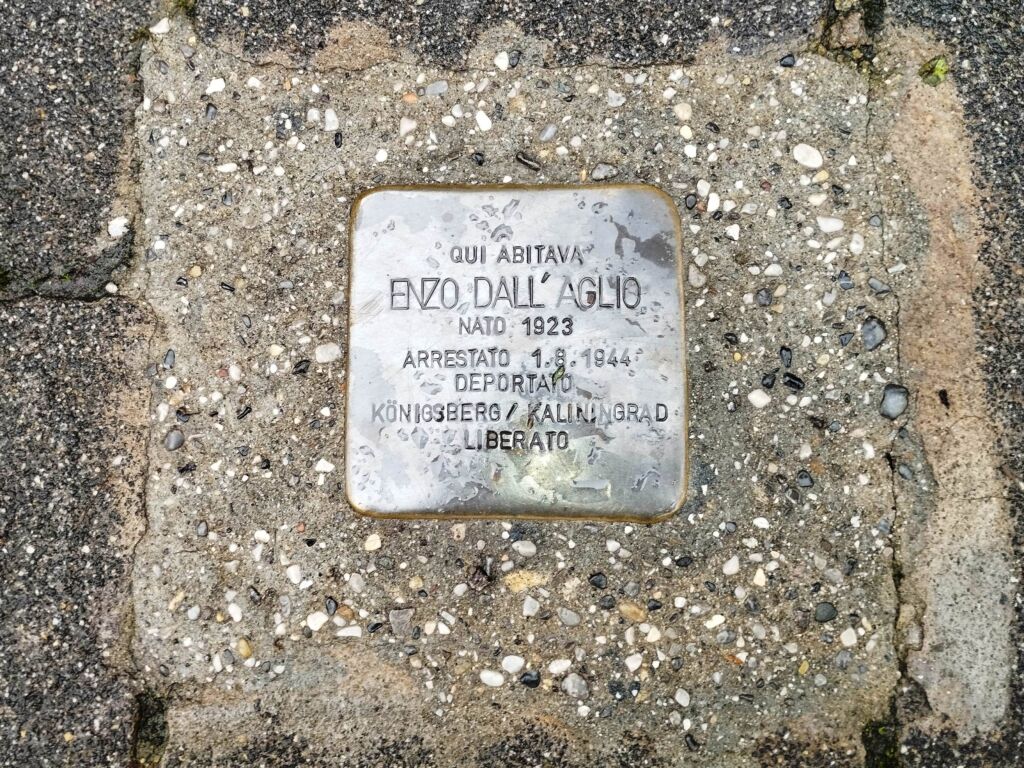 QUI ABITAVA
ENZO DALL'AGLIO
NATO 1923
ARRESTATO 1.8.1944
DEPORTATO
KÖNIGSBERG/ KALININGRAD
LIBERATO